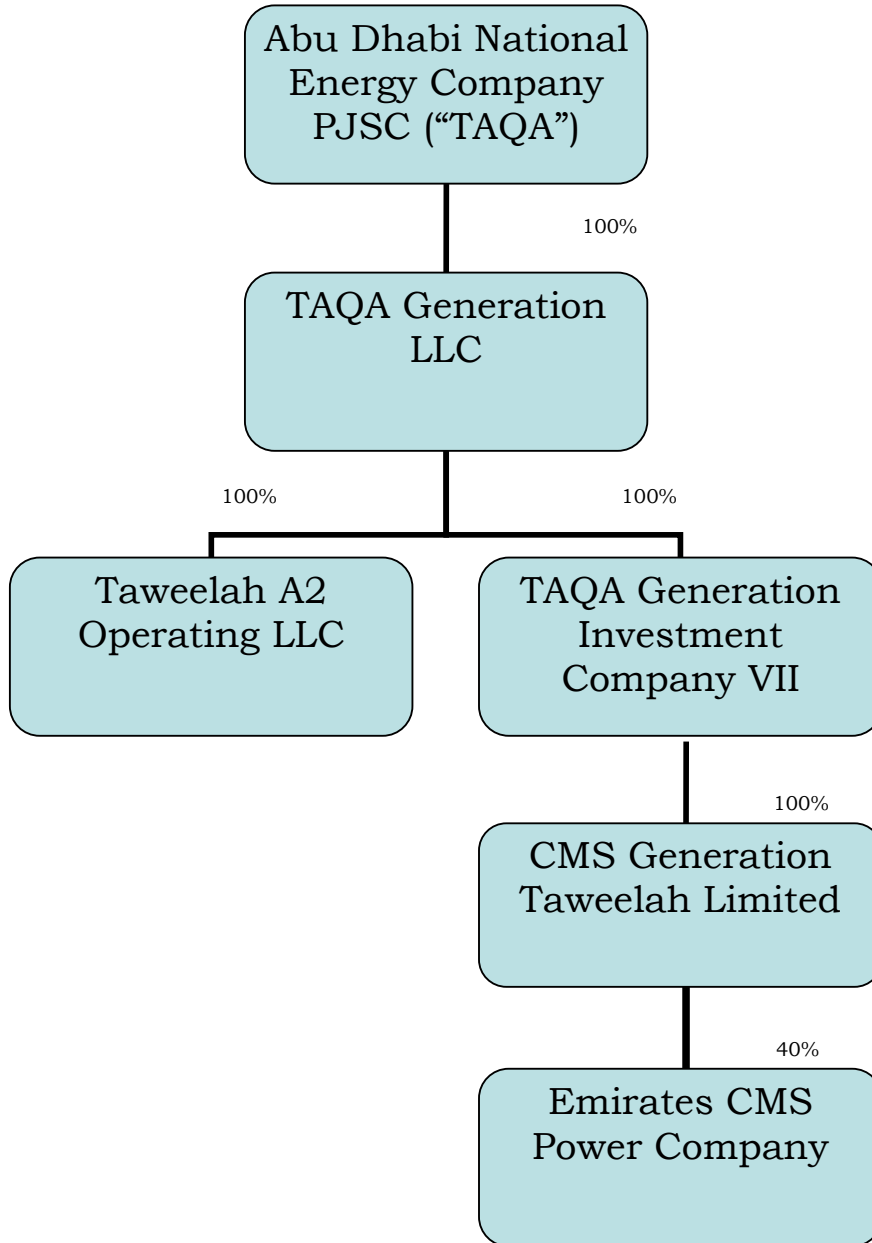 Abu Dhabi National
Energy Company
PJSC (“TAQA”)
100%
TAQA Generation
LLC
100%
100%
Taweelah A2
Operating LLC
TAQA Generation
Investment
Company VII
100%
CMS Generation
Taweelah Limited
40%
Emirates CMS
Power Company